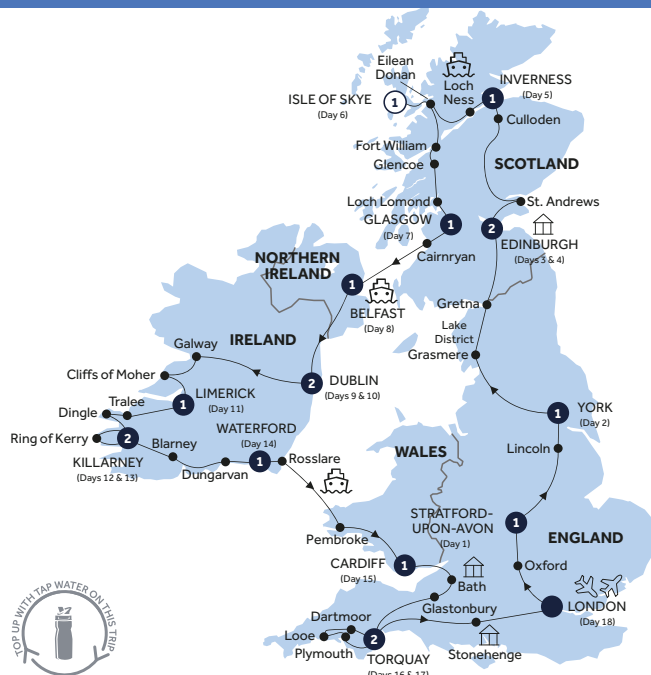 Eilean
Donan
Loch
Ness
INVERNESS
(Day 5)
ISLE OF SKYE
(Day 6)
1
1
Culloden
Fort William
Glencoe
SCOTLAND
Loch Lomond
St. Andrews
GLASGOW
(Day 7)
1
2
EDINBURGH
(Days 3 & 4)
Cairnryan
NORTHERN
IRELAND
1
BELFAST
(Day 8)
Gretna
Lake
District
Grasmere
IRELAND
Galway
Cliffs of Moher
2
DUBLIN
(Days 9 & 10)
LIMERICK
(Day 11)
1
Tralee
Dingle
Ring of Kerry
2
KILLARNEY
(Days 12 & 13)
Blarney
Dungarvan
WATERFORD
(Day 14)
1
Rosslare
1
YORK
(Day 2)
Lincoln
WALES
STRATFORD-
UPON-AVON
(Day 1)
1
ENGLAND
Pembroke
CARDIFF
(Day 15)
1
Oxford
Bath
LONDON
(Day 18)
Glastonbury
Stonehenge
Dartmoor
Looe
Plymouth
2
TORQUAY
(Days 16 & 17)
TOP UP WITH TAP WATER ON THIS TRIP